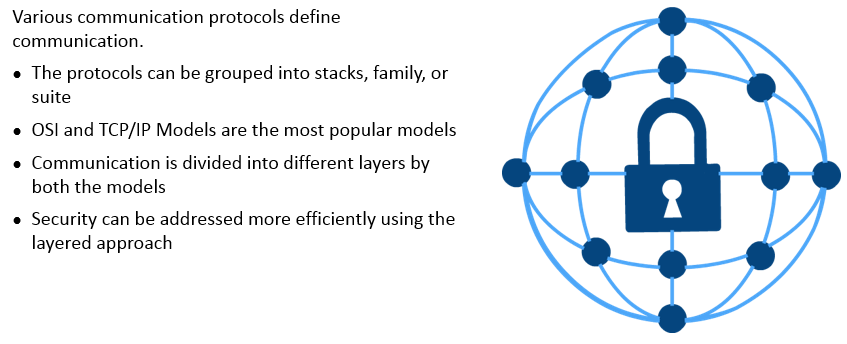 Various communication protocols define
communication.
• The protocols can be grouped into stacks, family, or
suite
• OSI and TCP/IP Models are the most popular models
• Communication is divided into different layers by
both the models
• Security can be addressed more efficiently using the
layered approach